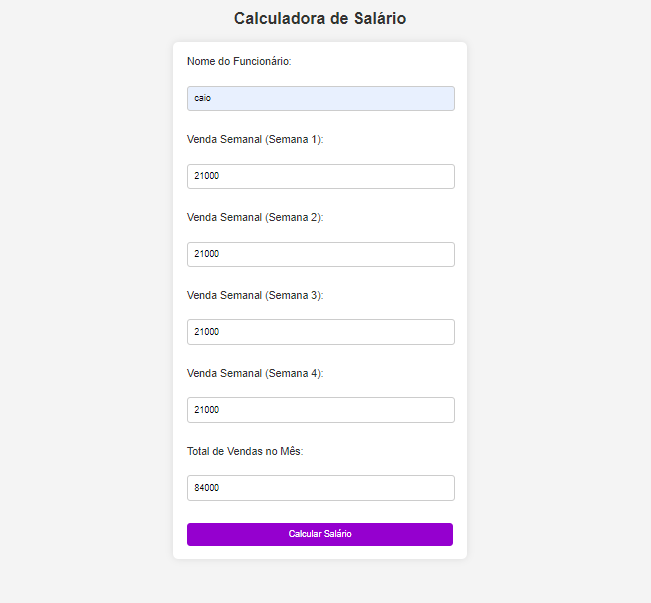 Calculadora de Salário
Nome do Funcionário:
caio
Venda Semanal (Semana 1):
21000
Venda Semanal (Semana 2):
21000
Venda Semanal (Semana 3):
21000
Venda Semanal (Semana 4):
21000
Total de Vendas no Mês:
84000
Calcular Salário